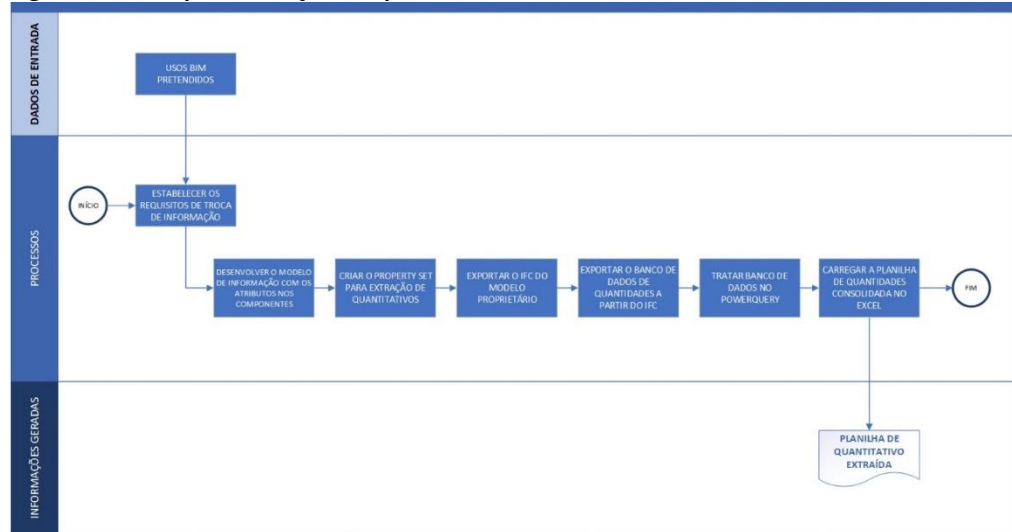 DADOS DE ENTRADA
USOS BIM
PRETENDIDOS
PROCESSOS
INÍCIO
ESTABELECER OS
REQUISITOS DE TROCA
DE INFORMAÇÃO
DESENVOLVER O MODELO
DE INFORMAÇÃO COM OS
ATRIBUTOS NOS
COMPONENTES
CRIAR O PROPERTY SET
PARA EXTRAÇÃO DE
QUANTITATIVOS
EXPORTAR O IFC DO
MODELO
PROPRIETÁRIO
EXPORTAR O BANCO DE
DADOS DE
QUANTIDADES A
PARTIR DO IFC
TRATAR BANCO DE
DADOS NO
POWERQUERY
CARREGAR A PLANILHA
DE QUANTIDADES
CONSOLIDADA NO
EXCEL
FIM
INFORMAÇÕES GERADAS
PLANILHA DE
QUANTITATIVO
EXTRAÍDA